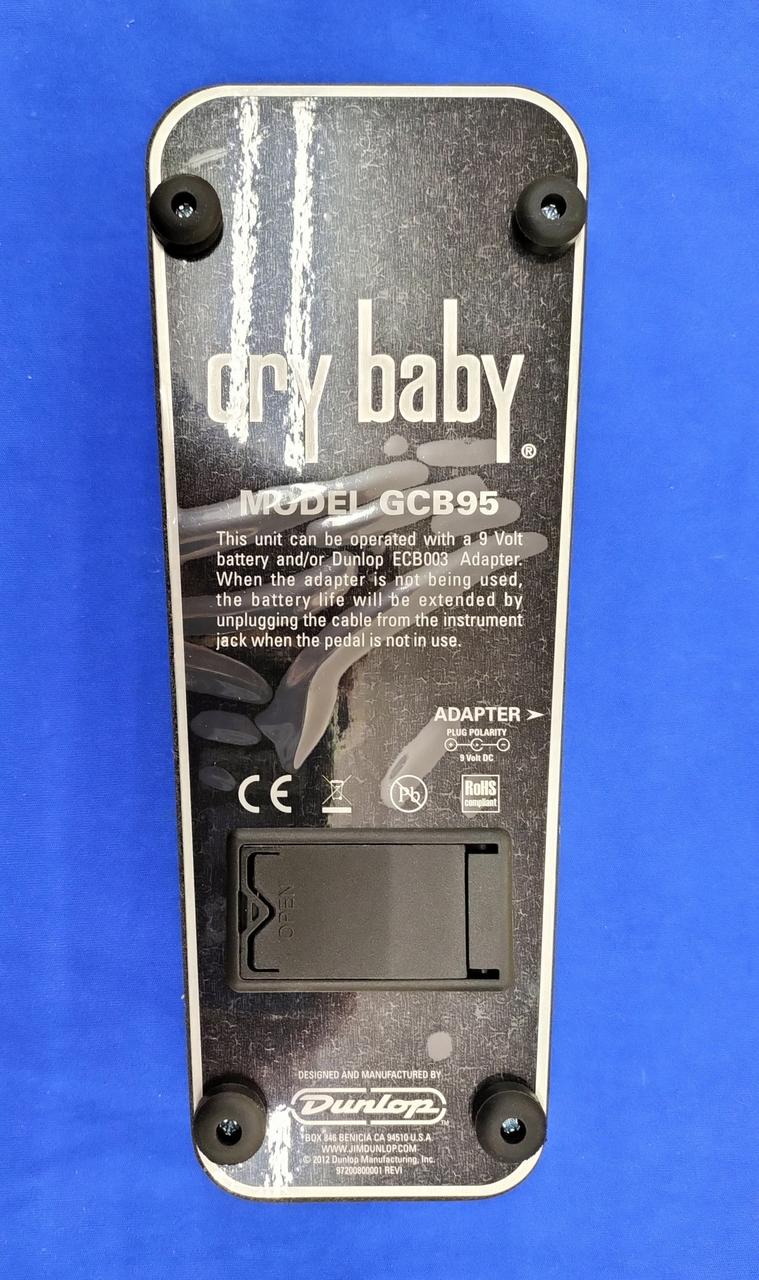 cry baby
®
MODEL GCB95
This unit can be operated with a 9 Volt
battery and/or Dunlop ECB003 Adapter.
When the adapter is not being used,
the battery life will be extended by
unplugging the cable from the instrument
jack when the pedal is not in use.
ADAPTER ➤
PLUG POLARITY
+ - -
9 Volt DC
CE
Pb
RoHS
compliant
OPEN
DESIGNED AND MANUFACTURED BY
Dunlop™
BOX 846 BENICIA CA 94510 U.S.A
WWW.JIMDUNLOP.COM
© 2012 Dunlop Manufacturing, Inc.
97200800001 REVI